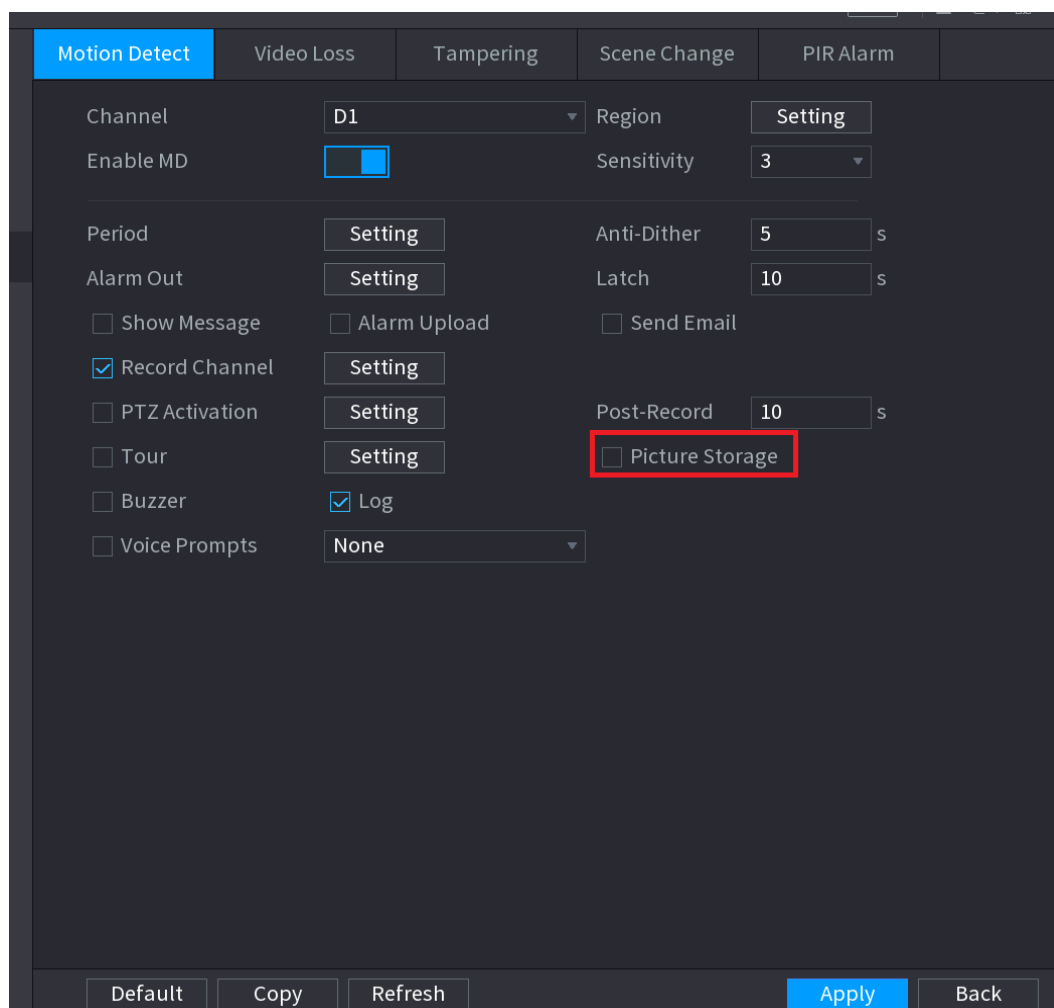 Motion Detect Video Loss Tampering Scene Change PIR Alarm
Channel D1 Region Setting
Enable MD Sensitivity 3
Period Setting Anti-Dither 5 s
Alarm Out Setting Latch 10 s
Show Message Alarm Upload Send Email
Record Channel Setting
PTZ Activation Setting Post-Record 10 s
Tour Setting Picture Storage
Buzzer Log
Voice Prompts None
Default Copy Refresh Apply Back